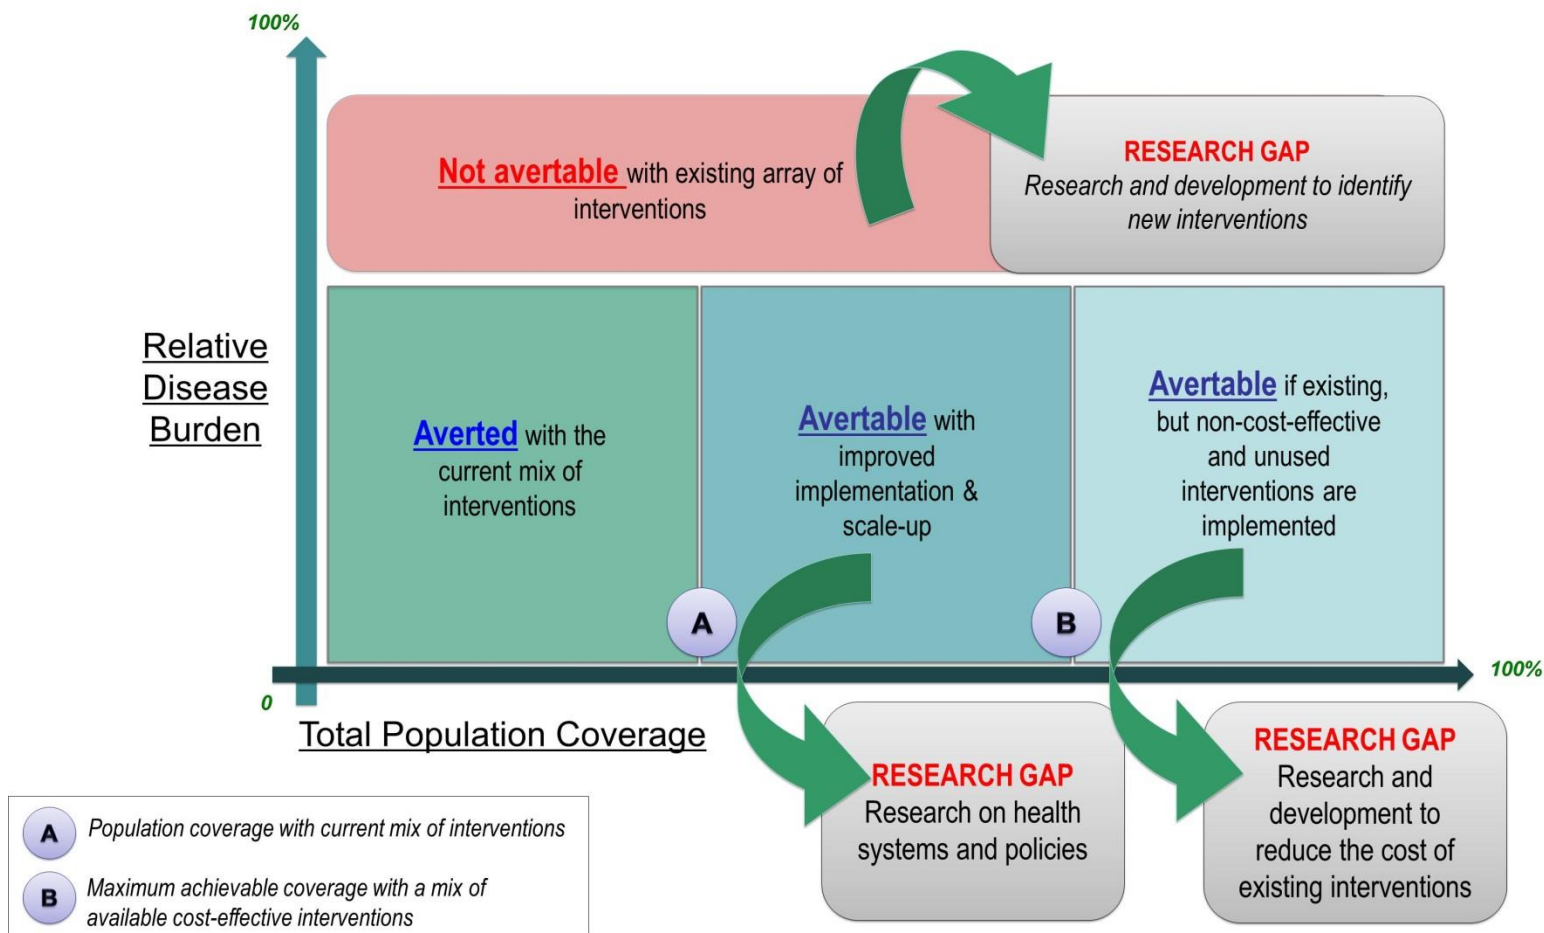 100%
Not avertable with existing array of
interventions
RESEARCH GAP
Research and development to identify
new interventions
Relative
Disease
Burden
Averted with the
current mix of
interventions
Avertable with
improved
implementation &
scale-up
Avertable if existing,
but non-cost-effective
and unused
interventions are
implemented
A
B
0
100%
Total Population Coverage
RESEARCH GAP
Research on health
systems and policies
RESEARCH GAP
Research and
development to
reduce the cost of
existing interventions
A Population coverage with current mix of interventions
B Maximum achievable coverage with a mix of
available cost-effective interventions